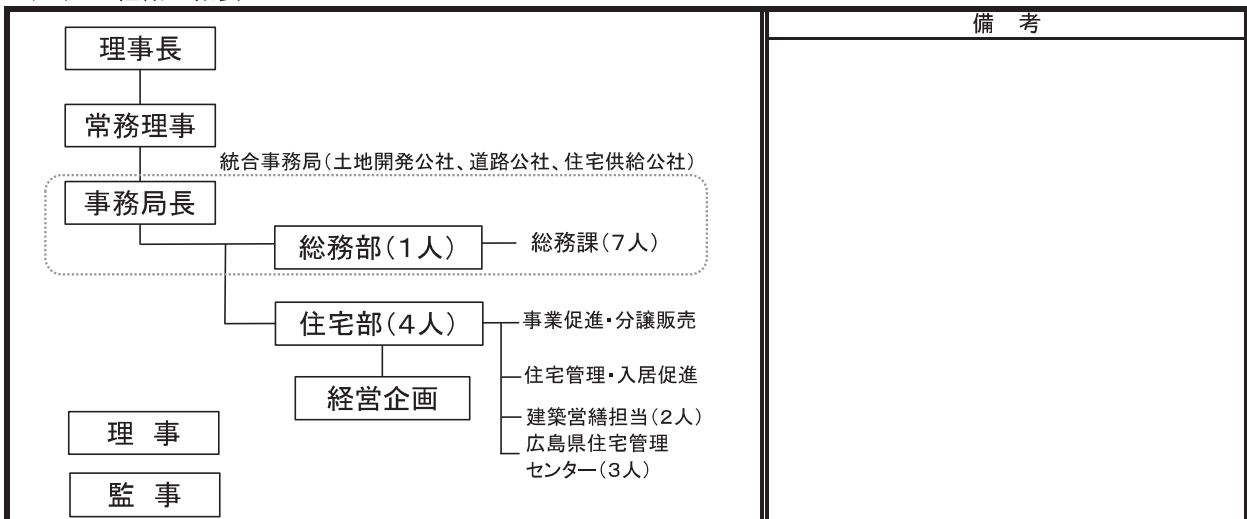 備 考
理事長
常務理事
統合事務局(土地開発公社、道路公社、住宅供給公社)
事務局長
総務部(1人)
総務課(7人)
住宅部(4人)
事業促進・分譲販売
住宅管理・入居促進
経営企画
建築営繕担当(2人)
広島県住宅管理
センター(3人)
理 事
監 事